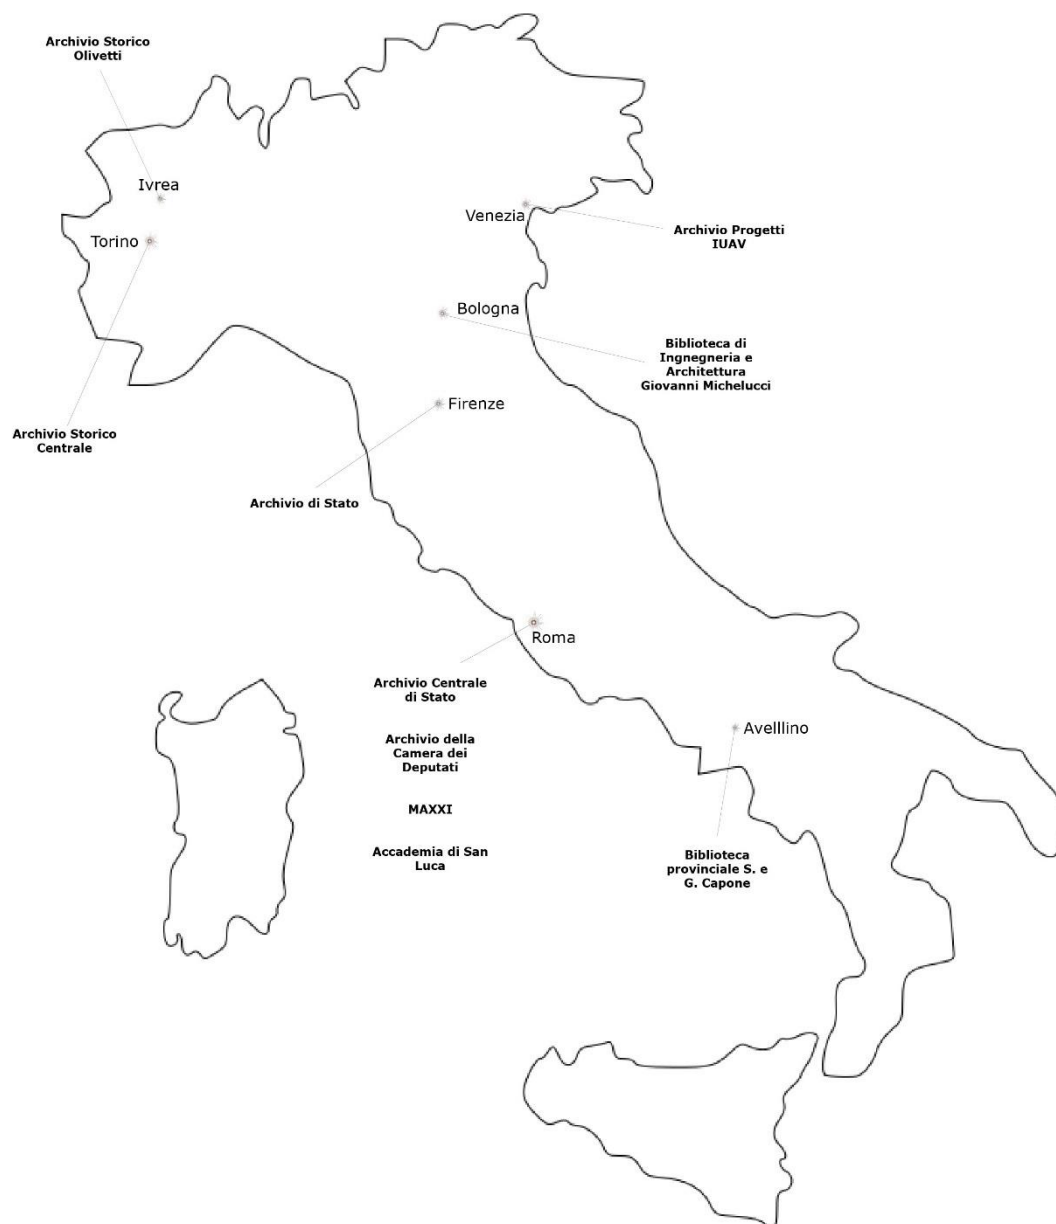 Archivio Storico
Olivetti
Ivrea
Venezia
Archivio Progetti
IUAV
Torino
Bologna
Biblioteca di
Ingnegneria e
Architettura
Giovanni Michelucci
Firenze
Archivio Storico
Centrale
Archivio di Stato
Roma
Archivio Centrale
di Stato
Archivio della
Camera dei
Deputati
MAXXI
Accademia di San
Luca
Avelllino
Biblioteca
provinciale S. e
G. Capone